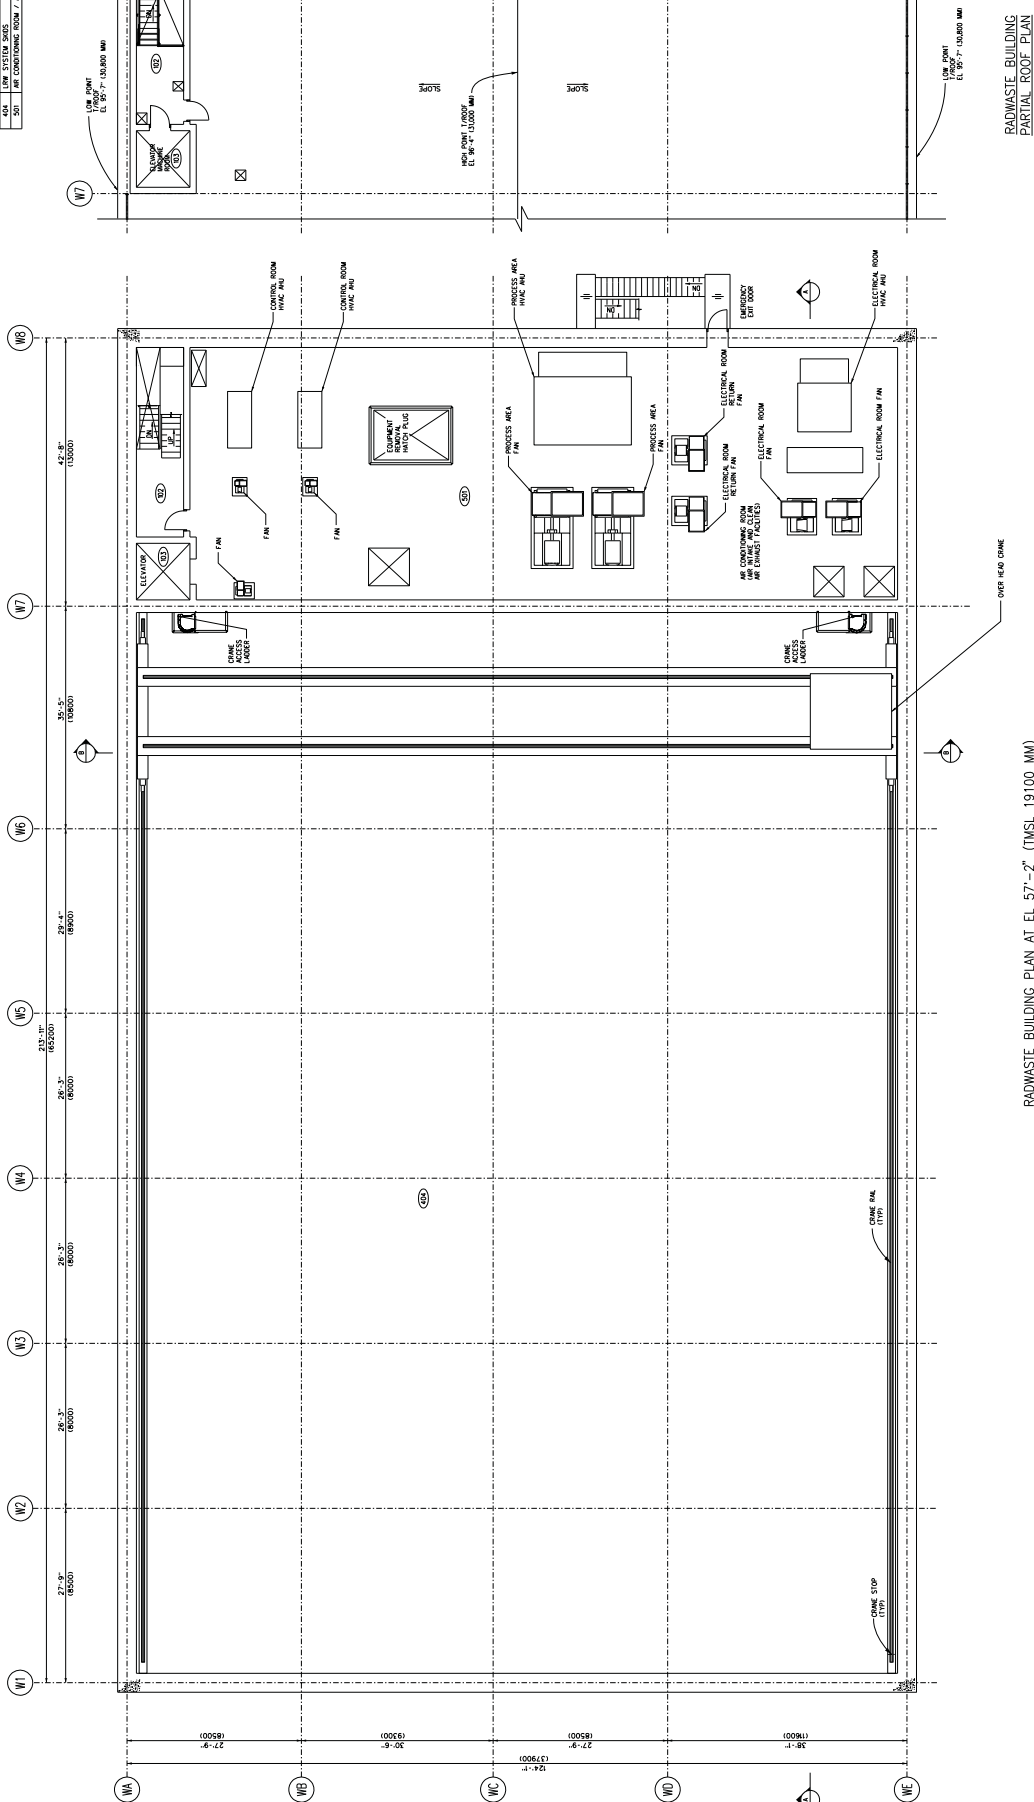 404 LRW SYSTEM SKIDS
501 AIR CONDITIONING ROOM /
LOW POINT
T/ROOF
EL 95'-7" (30,800 MM)
102
ELEVATOR
MACHINE
ROOM
103
SLOPE
SLOPE
HIGH POINT T/ROOF
EL 96'-4" (31,000 MM)
LOW POINT
T/ROOF
EL 95'-7" (30,800 MM)
RADWASTE BUILDING
PARTIAL ROOF PLAN
W7
W8
W7
W6
W5
W4
W3
W2
W1
42'-8"
(13000)
35'-5"
(10800)
29'-4"
(8900)
213'-11"
(65200)
26'-3"
(8000)
26'-3"
(8000)
26'-3"
(8000)
27'-9"
(8500)
CONTROL ROOM
HVAC AHU
CONTROL ROOM
HVAC AHU
PROCESS AREA
HVAC AHU
DN
DN
EMERGENCY
EXIT DOOR
A
ELECTRICAL ROOM
HVAC AHU
DN
UP
102
ELEVATOR
103
FAN
FAN
FAN
EQUIPMENT
REMOVAL
HATCH PLUG
501
PROCESS AREA
FAN
PROCESS AREA
FAN
ELECTRICAL ROOM
RETURN
FAN
ELECTRICAL ROOM
RETURN FAN
ELECTRICAL ROOM
FAN
ELECTRICAL ROOM FAN
AIR CONDITIONING ROOM
(AIR INTAKE AND CLEAN
AIR EXHAUST FACILITIES)
CRANE
ACCESS
LADDER
CRANE
ACCESS
LADDER
OVER HEAD CRANE
B
B
404
CRANE RAIL
(TYP)
CRANE STOP
(TYP)
27'-9"
(8500)
30'-6"
(9300)
27'-9"
(8500)
38'-1"
(11600)
124'-1"
(37900)
WA
WB
WC
WD
WE
A
RADWASTE BUILDING PLAN AT EL 57'-2" (TMSL 19100 MM)